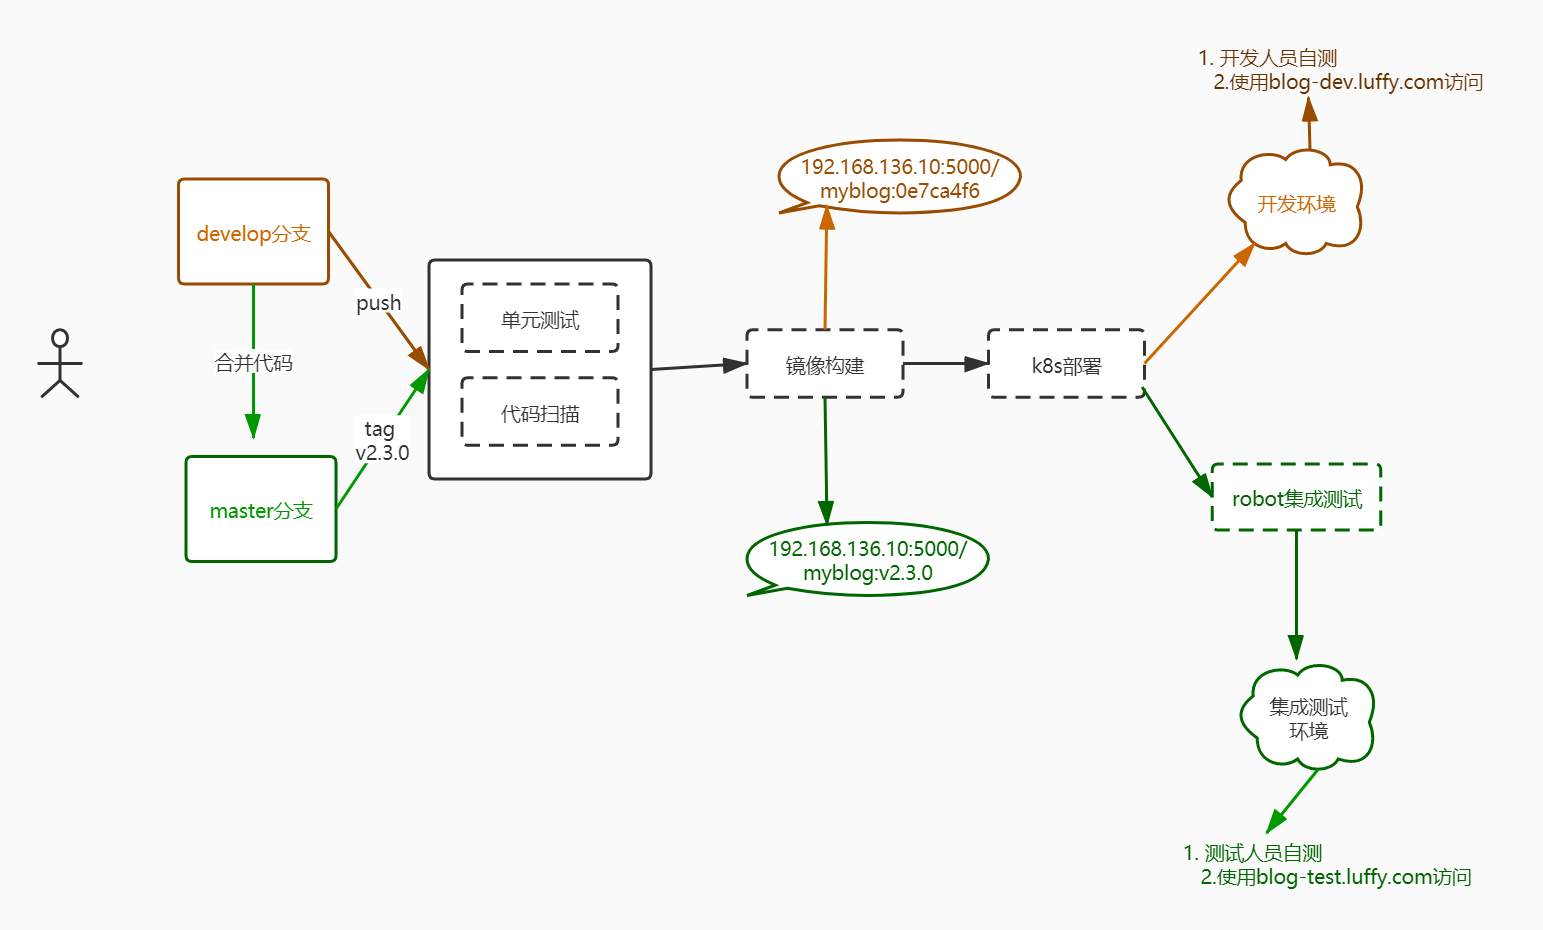 1. 开发人员自测
2.使用blog-dev.luffy.com访问
192.168.136.10:5000/
myblog:0e7ca4f6
开发环境
develop分支
push
单元测试
合并代码
镜像构建
k8s部署
代码扫描
tag
v2.3.0
master分支
robot集成测试
192.168.136.10:5000/
myblog:v2.3.0
集成测试
环境
1. 测试人员自测
2.使用blog-test.luffy.com访问